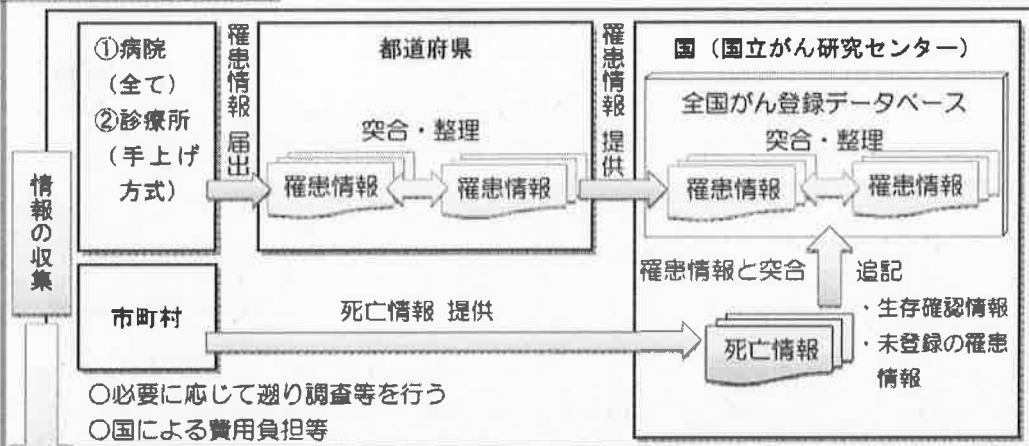 情報の収集
①病院
（全て）
②診療所
（手上げ
方式）
罹患情報 届出
都道府県
突合・整理
罹患情報
罹患情報
罹患情報 提供
国（国立がん研究センター）
全国がん登録データベース
突合・整理
罹患情報
罹患情報
罹患情報と突合
追記
・生存確認情報
・未登録の罹患
情報
市町村
死亡情報 提供
死亡情報
○必要に応じて遡り調査等を行う
○国による費用負担等